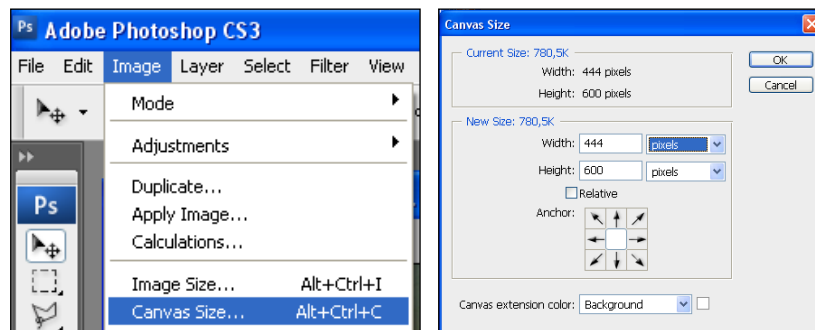 Ps Adobe Photoshop CS3
File Edit Image Layer Select Filter View
Mode
Adjustments
Duplicate...
Apply Image...
Calculations...
Image Size... Alt+Ctrl+I
Canvas Size... Alt+Ctrl+C
Ps
Canvas Size
Current Size: 780,5K
Width: 444 pixels
Height: 600 pixels
New Size: 780,5K
Width: 444 pixels
Height: 600 pixels
Relative
Anchor:
Canvas extension color: Background
OK
Cancel